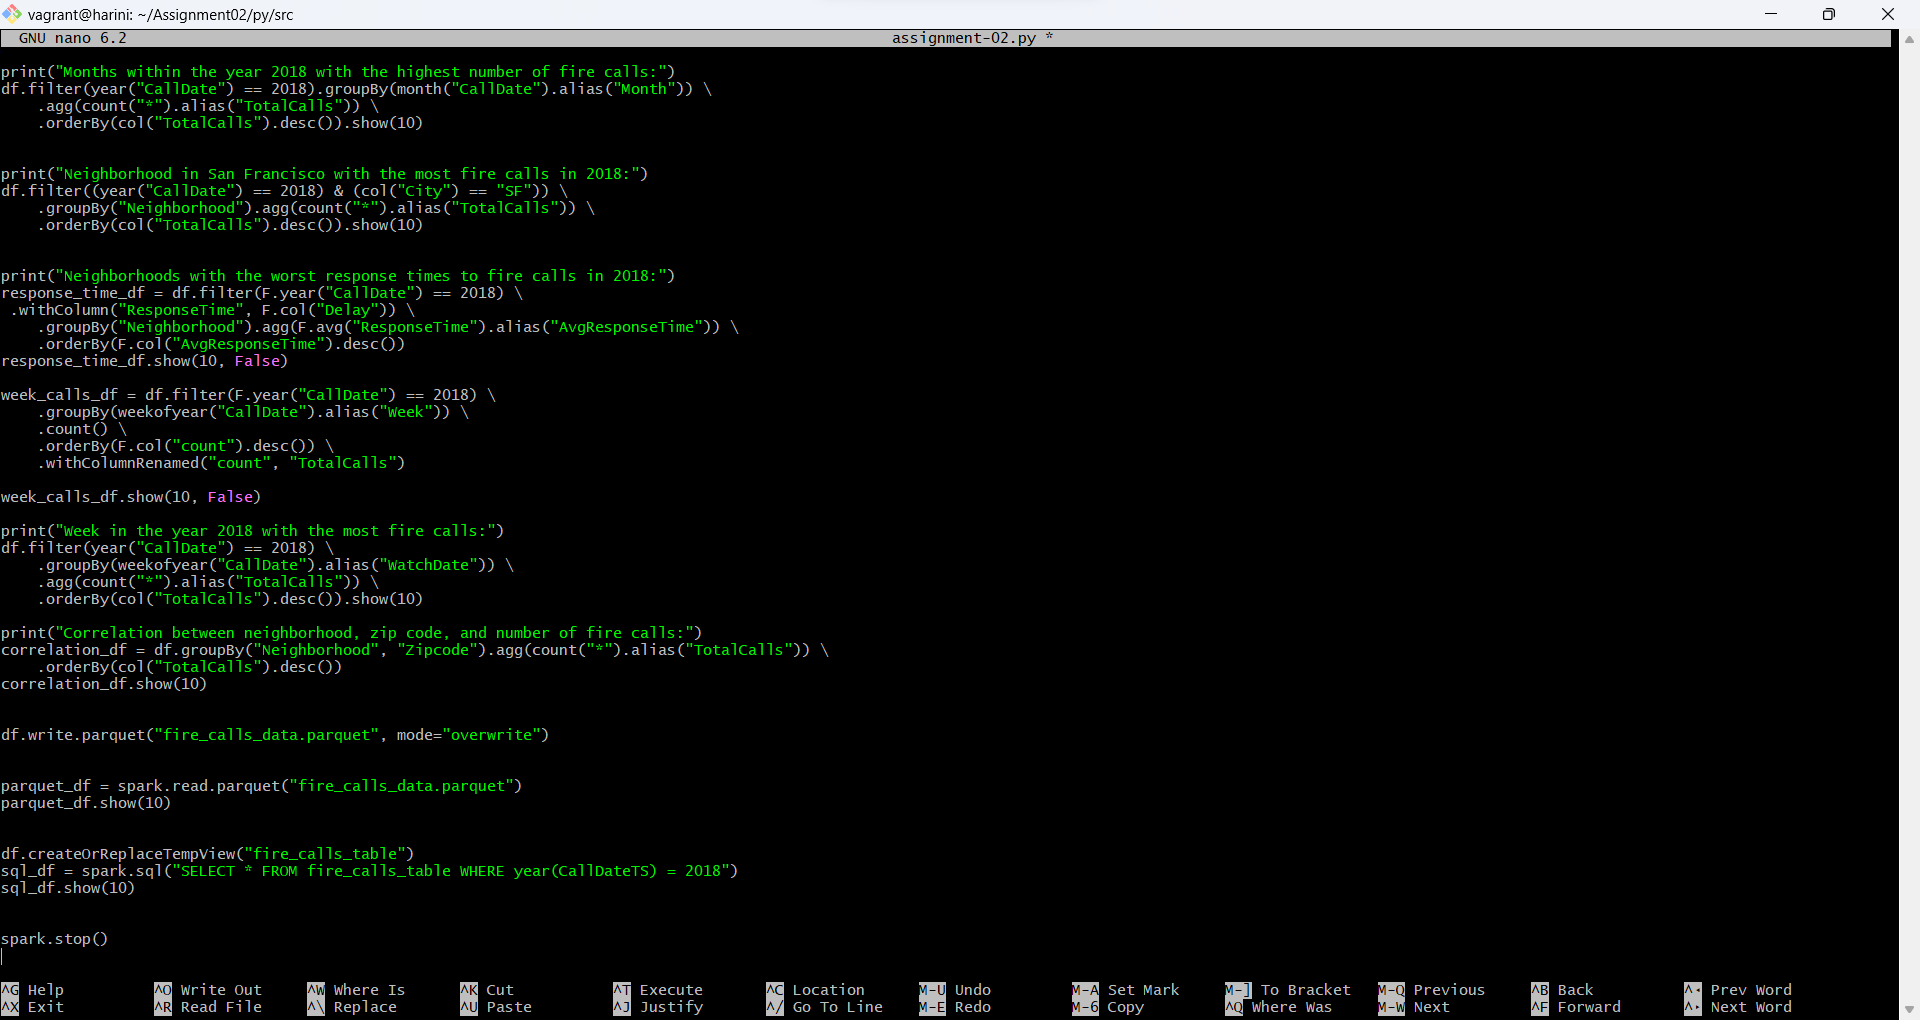 vagrant@harini: ~/Assignment02/py/src
GNU nano 6.2 assignment-02.py *
print("Months within the year 2018 with the highest number of fire calls:")
df.filter(year("CallDate") == 2018).groupBy(month("CallDate").alias("Month")) \
    .agg(count("*").alias("TotalCalls")) \
    .orderBy(col("TotalCalls").desc()).show(10)
print("Neighborhood in San Francisco with the most fire calls in 2018:")
df.filter((year("CallDate") == 2018) & (col("City") == "SF")) \
    .groupBy("Neighborhood").agg(count("*").alias("TotalCalls")) \
    .orderBy(col("TotalCalls").desc()).show(10)
print("Neighborhoods with the worst response times to fire calls in 2018:")
response_time_df = df.filter(F.year("CallDate") == 2018) \
 .withColumn("ResponseTime", F.col("Delay")) \
    .groupBy("Neighborhood").agg(F.avg("ResponseTime").alias("AvgResponseTime")) \
    .orderBy(F.col("AvgResponseTime").desc())
response_time_df.show(10, False)
week_calls_df = df.filter(F.year("CallDate") == 2018) \
    .groupBy(weekofyear("CallDate").alias("Week")) \
    .count() \
    .orderBy(F.col("count").desc()) \
    .withColumnRenamed("count", "TotalCalls")
week_calls_df.show(10, False)
print("Week in the year 2018 with the most fire calls:")
df.filter(year("CallDate") == 2018) \
    .groupBy(weekofyear("CallDate").alias("WatchDate")) \
    .agg(count("*").alias("TotalCalls")) \
    .orderBy(col("TotalCalls").desc()).show(10)
print("Correlation between neighborhood, zip code, and number of fire calls:")
correlation_df = df.groupBy("Neighborhood", "Zipcode").agg(count("*").alias("TotalCalls")) \
    .orderBy(col("TotalCalls").desc())
correlation_df.show(10)
df.write.parquet("fire_calls_data.parquet", mode="overwrite")
parquet_df = spark.read.parquet("fire_calls_data.parquet")
parquet_df.show(10)
df.createOrReplaceTempView("fire_calls_table")
sql_df = spark.sql("SELECT * FROM fire_calls_table WHERE year(CallDateTS) = 2018")
sql_df.show(10)
spark.stop()
^G Help ^O Write Out ^W Where Is ^K Cut ^T Execute ^C Location M-U Undo M-A Set Mark M-] To Bracket M-Q Previous ^B Back ^◂ Prev Word
^X Exit ^R Read File ^\ Replace ^U Paste ^J Justify ^/ Go To Line M-E Redo M-6 Copy ^Q Where Was M-W Next ^F Forward ^▸ Next Word